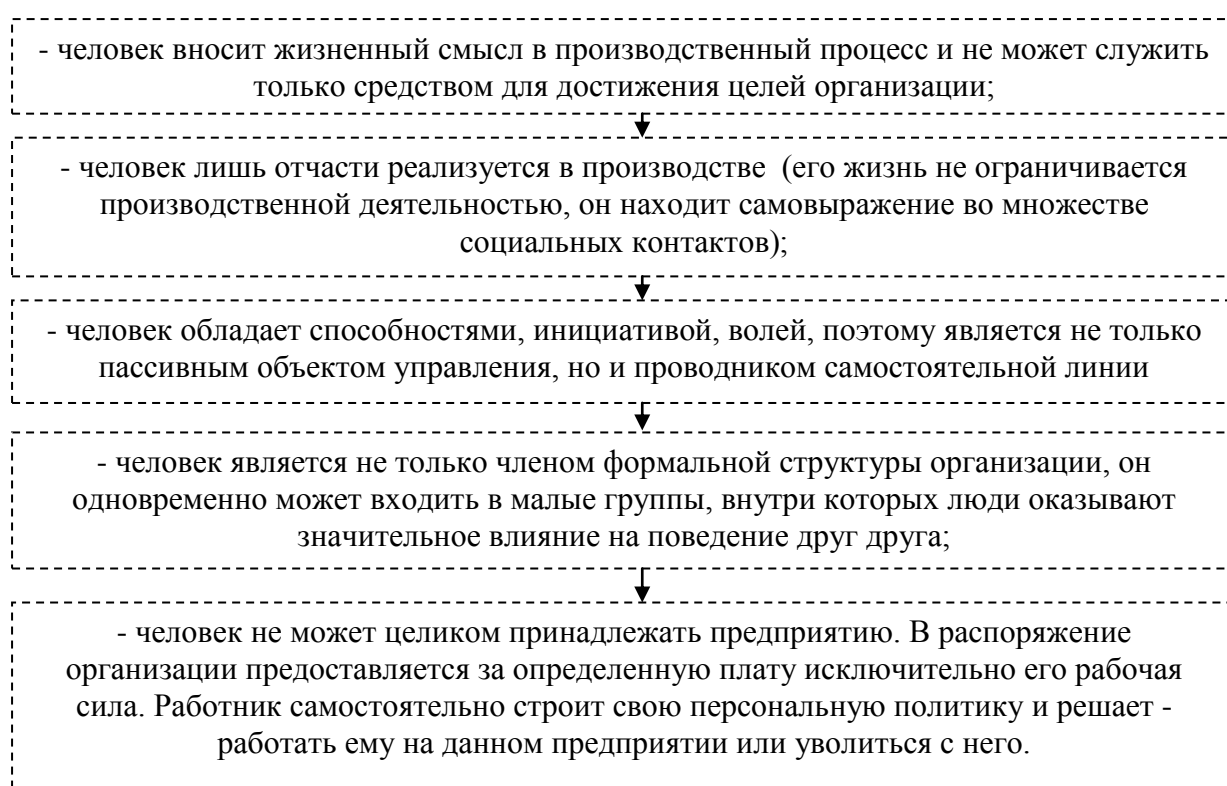 - человек вносит жизненный смысл в производственный процесс и не может служить
только средством для достижения целей организации;
- человек лишь отчасти реализуется в производстве (его жизнь не ограничивается
производственной деятельностью, он находит самовыражение во множестве
социальных контактов);
- человек обладает способностями, инициативой, волей, поэтому является не только
пассивным объектом управления, но и проводником самостоятельной линии
- человек является не только членом формальной структуры организации, он
одновременно может входить в малые группы, внутри которых люди оказывают
значительное влияние на поведение друг друга;
- человек не может целиком принадлежать предприятию. В распоряжение
организации предоставляется за определенную плату исключительно его рабочая
сила. Работник самостоятельно строит свою персональную политику и решает -
работать ему на данном предприятии или уволиться с него.